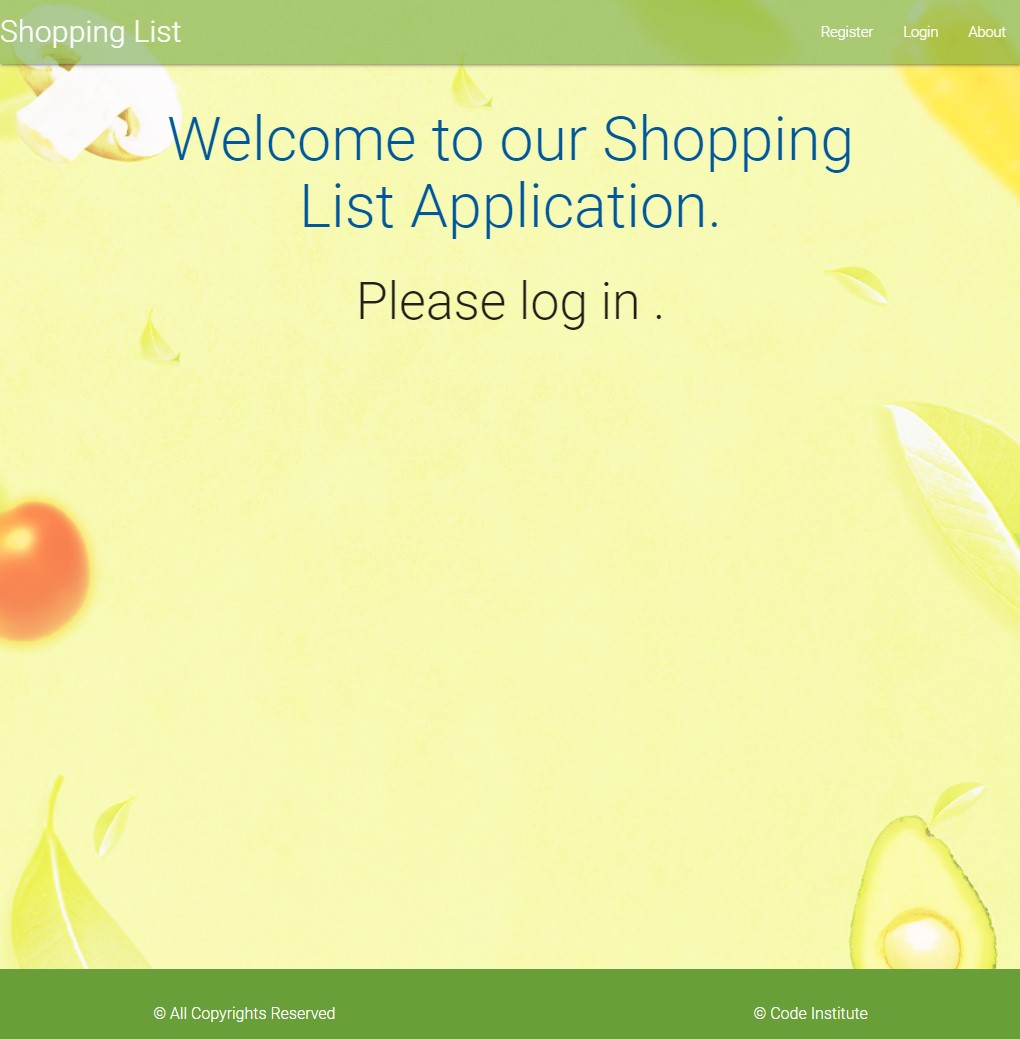 Shopping List
Register Login About
Welcome to our Shopping
List Application.
Please log in .
© All Copyrights Reserved
© Code Institute